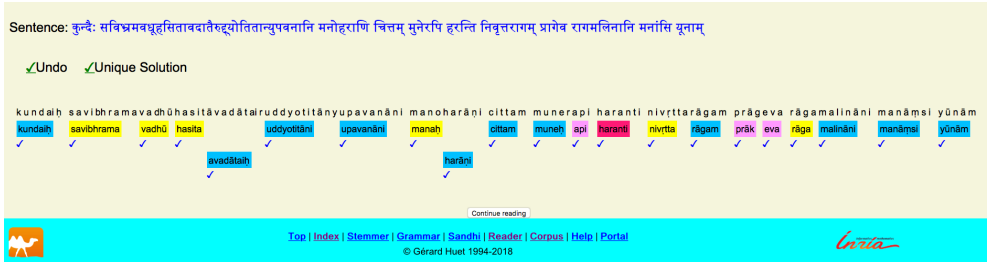 Sentence: कुन्दैः सविभ्रमवधूहसितावदातैरुद्द्योतितान्युपवनानि मनोहराणि चित्तम् मुनेरपि हरन्ति निवृत्तरागम् प्रागेव रागमलिनानि मनांसि यूनाम्
✓Undo ✓Unique Solution
kundaiḥ savibhramavadhūhasitāvadātairuddyotitānyupavanāni manoharāṇi cittam munerapi haranti nivṛttarāgam prāgeva rāgamalināni manāṃsi yūnām
kundaiḥ savibhrama vadhū hasita uddyotitāni upavanāni manaḥ cittam muneḥ api haranti nivṛtta rāgam prāk eva rāga malināni manāṃsi yūnām
✓ ✓ ✓ ✓ ✓ ✓ ✓ ✓ ✓ ✓ ✓ ✓ ✓ ✓ ✓ ✓ ✓ ✓ ✓
avadātaiḥ harāṇi
✓ ✓
Continue reading
Top | Index | Stemmer | Grammar | Sandhi | Reader | Corpus | Help | Portal
© Gérard Huet 1994-2018
Inria